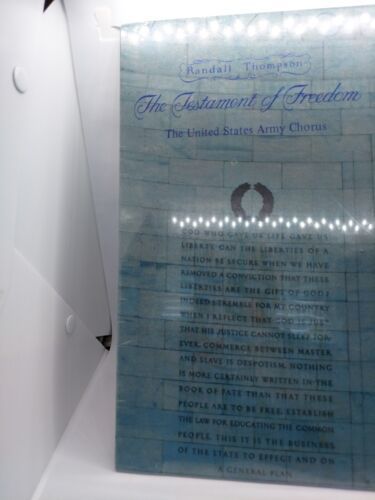 Randall Thompson
The Testament of Freedom
The United States Army Chorus
GOD WHO GAVE US LIFE GAVE US
LIBERTY. CAN THE LIBERTIES OF A
NATION BE SECURE WHEN WE HAVE
REMOVED A CONVICTION THAT THESE
LIBERTIES ARE THE GIFT OF GOD?
INDEED I TREMBLE FOR MY COUNTRY
WHEN I REFLECT THAT GOD IS JUST
THAT HIS JUSTICE CANNOT SLEEP FOR
EVER. COMMERCE BETWEEN MASTER
AND SLAVE IS DESPOTISM. NOTHING
IS MORE CERTAINLY WRITTEN IN THE
BOOK OF FATE THAN THAT THESE
PEOPLE ARE TO BE FREE. ESTABLISH
THE LAW FOR EDUCATING THE COMMON
PEOPLE. THIS IT IS THE BUSINESS
OF THE STATE TO EFFECT AND ON
A GENERAL PLAN